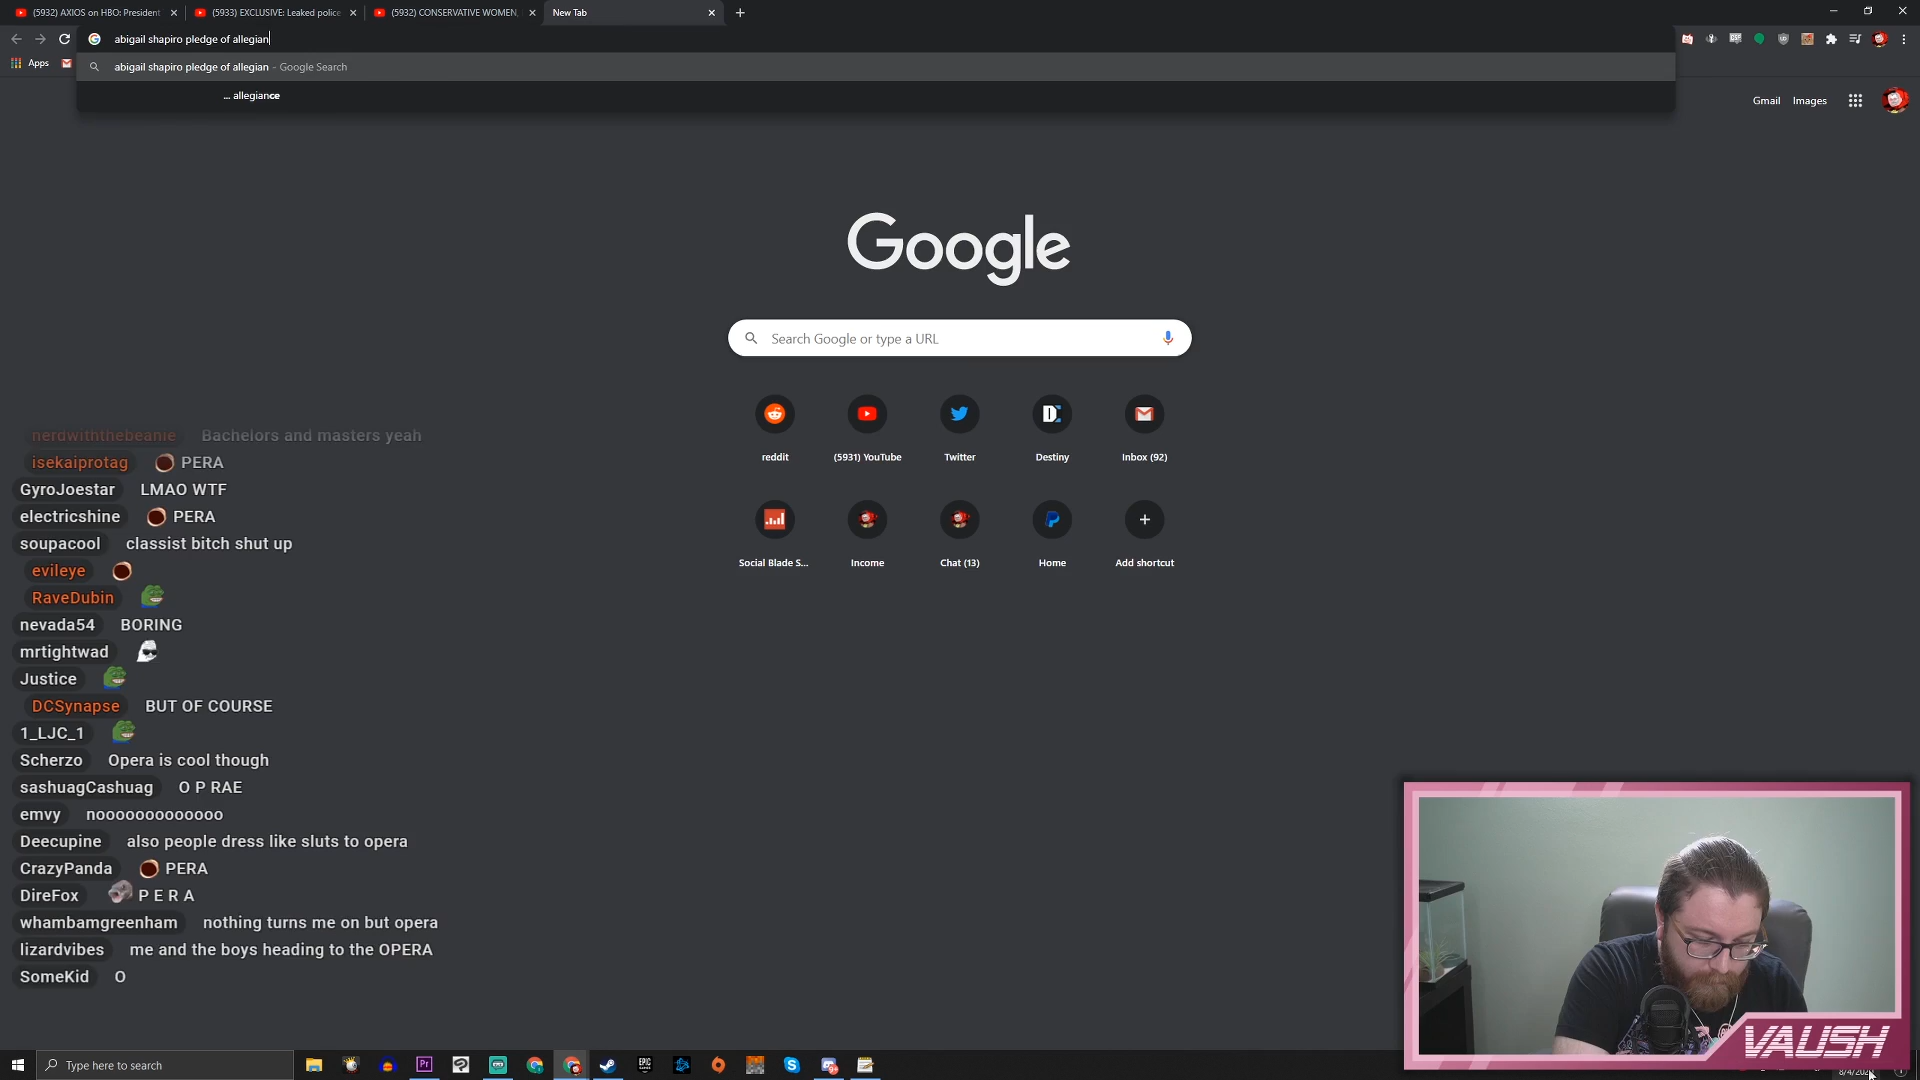 (5932) AXIOS on HBO: President
(5933) EXCLUSIVE: Leaked police
(5932) CONSERVATIVE WOMEN,
New Tab
abigail shapiro pledge of allegian
Apps
abigail shapiro pledge of allegian - Google Search
... allegiance
Gmail Images
Google
Search Google or type a URL
reddit
(5931) YouTube
Twitter
Destiny
Inbox (92)
Social Blade S...
Income
Chat (13)
Home
Add shortcut
nerdwiththebeanie Bachelors and masters yeah
isekaiprotag PERA
GyroJoestar LMAO WTF
electricshine PERA
soupacool classist bitch shut up
evileye
RaveDubin
nevada54 BORING
mrtightwad
Justice
DCSynapse BUT OF COURSE
1_LJC_1
Scherzo Opera is cool though
sashuagCashuag O P RAE
emvy nooooooooooooo
Deecupine also people dress like sluts to opera
CrazyPanda PERA
DireFox P E R A
whambamgreenham nothing turns me on but opera
lizardvibes me and the boys heading to the OPERA
SomeKid O
VAUSH
Type here to search